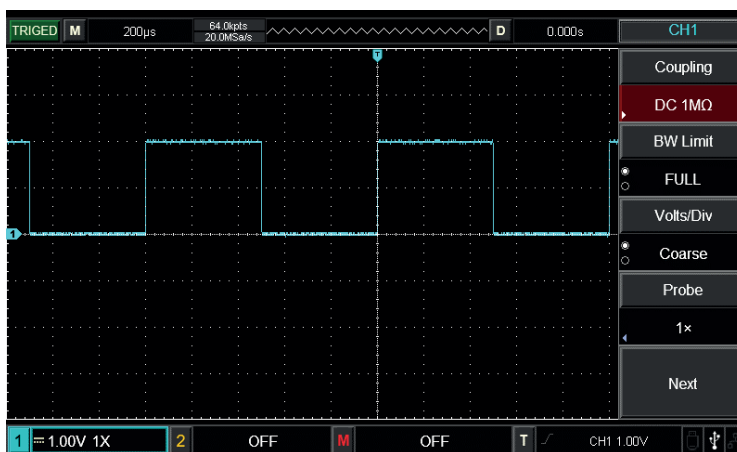 TRIGED M 200μs 64.0kpts D 0.000s CH1
20.0MSa/s
T
Coupling
DC 1MΩ
BW Limit
FULL
Volts/Div
1
Coarse
Probe
1×
Next
1 1.00V 1X 2 OFF M OFF T CH1 1.00V